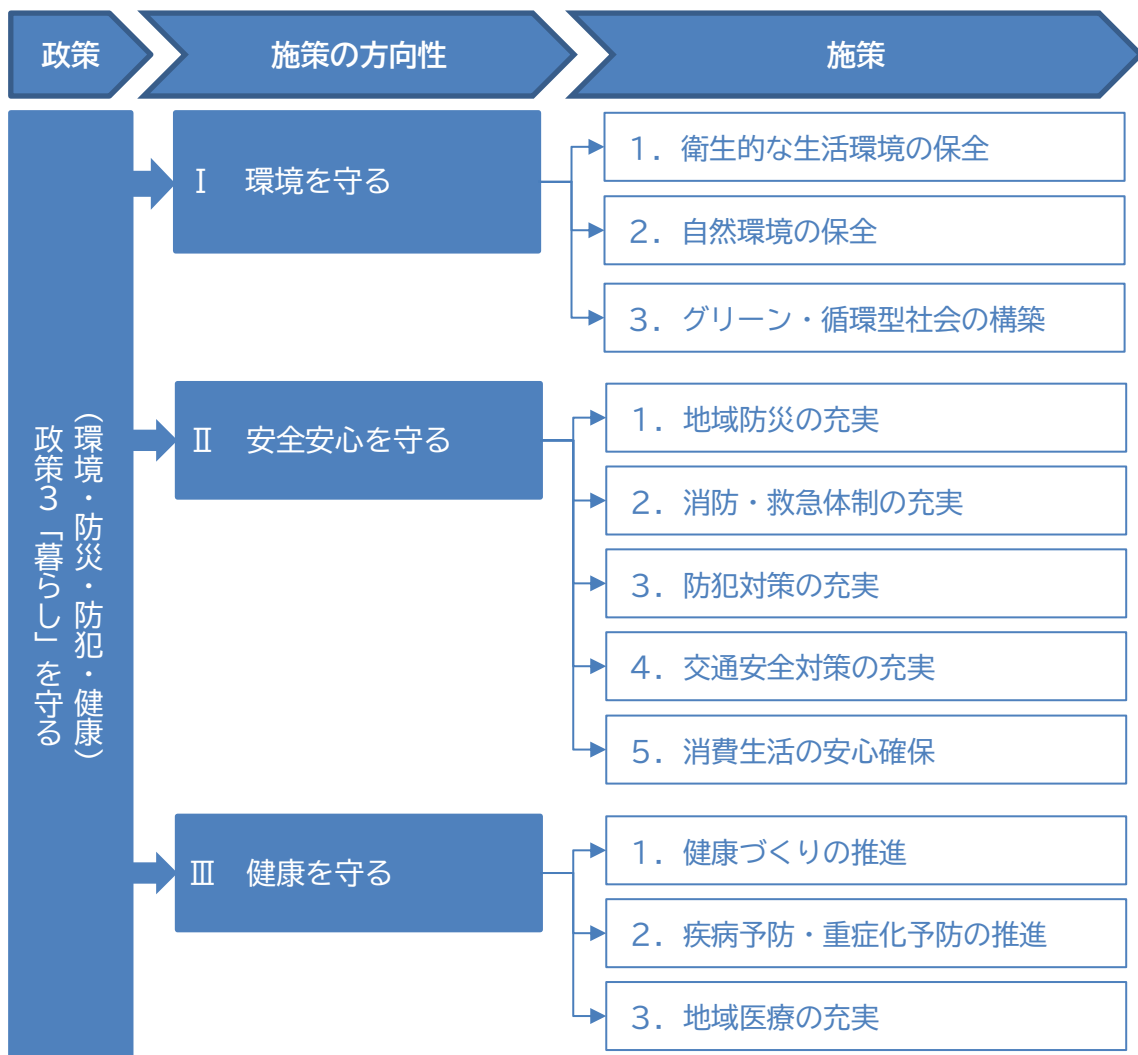 政策
施策の方向性
施策
政策3「暮らし」を守る
（環境・防災・防犯・健康）
Ⅰ　環境を守る
1．衛生的な生活環境の保全
2．自然環境の保全
3．グリーン・循環型社会の構築
Ⅱ　安全安心を守る
1．地域防災の充実
2．消防・救急体制の充実
3．防犯対策の充実
4．交通安全対策の充実
5．消費生活の安心確保
Ⅲ　健康を守る
1．健康づくりの推進
2．疾病予防・重症化予防の推進
3．地域医療の充実